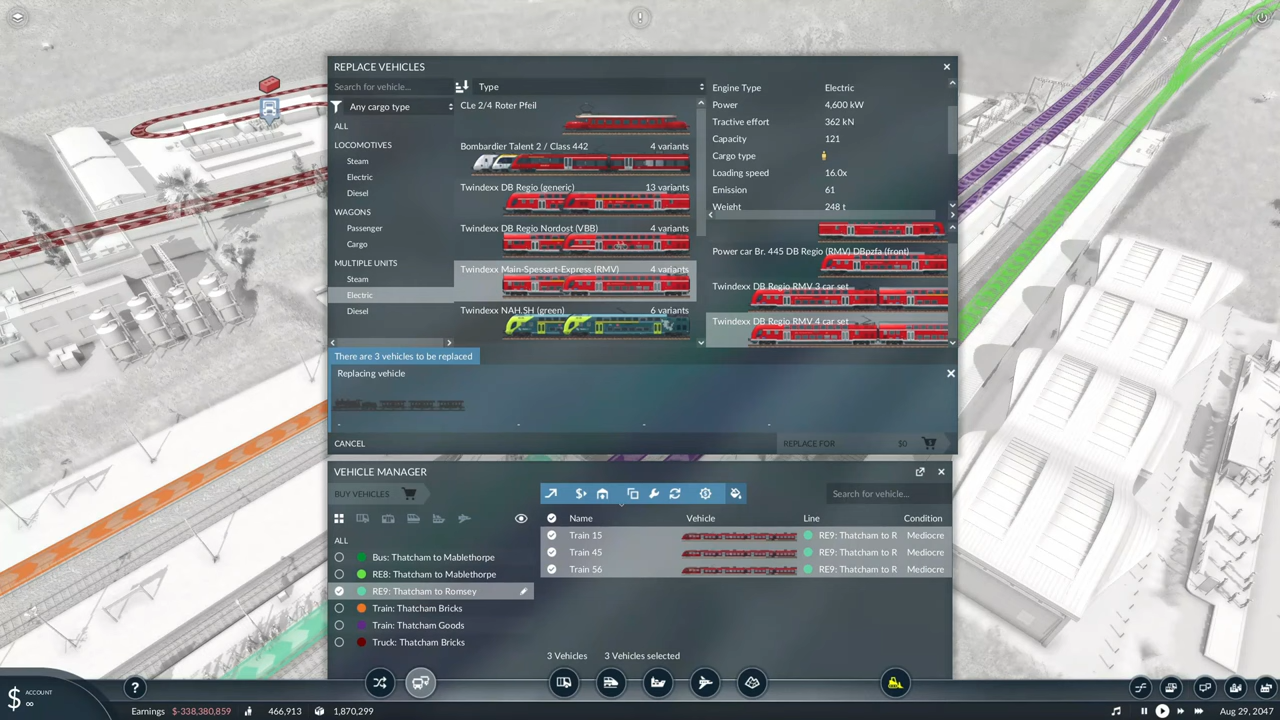 REPLACE VEHICLES
Search for vehicle...
Type
Any cargo type
ALL
LOCOMOTIVES
Steam
Electric
Diesel
WAGONS
Passenger
Cargo
MULTIPLE UNITS
Steam
Electric
Diesel
CLe 2/4 Roter Pfeil
Bombardier Talent 2 / Class 442 4 variants
Twindexx DB Regio (generic) 13 variants
Twindexx DB Regio Nordost (VBB) 4 variants
Twindexx Main-Spessart-Express (RMV) 4 variants
Twindexx NAH.SH (green) 6 variants
Engine Type Electric
Power 4,600 kW
Tractive effort 362 kN
Capacity 121
Cargo type
Loading speed 16.0x
Emission 61
Weight 248 t
Power car Br. 445 DB Regio (RMV) DBpzfa (front)
Twindexx DB Regio RMV 3 car set
Twindexx DB Regio RMV 4 car set
There are 3 vehicles to be replaced
Replacing vehicle
- - - -
CANCEL
REPLACE FOR $0
VEHICLE MANAGER
BUY VEHICLES
Search for vehicle...
ALL
Bus: Thatcham to Mablethorpe
RE8: Thatcham to Mablethorpe
RE9: Thatcham to Romsey
Train: Thatcham Bricks
Train: Thatcham Goods
Truck: Thatcham Bricks
Name Vehicle Line Condition
Train 15 RE9: Thatcham to R Mediocre
Train 45 RE9: Thatcham to R Mediocre
Train 56 RE9: Thatcham to R Mediocre
3 Vehicles 3 Vehicles selected
$ ACCOUNT
∞
?
Earnings $-338,380,859 466,913 1,870,299
Aug 29, 2047